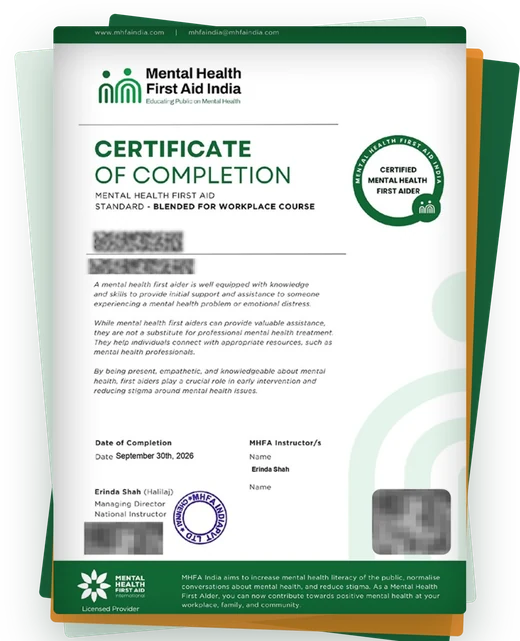 www.mhfaindia.com | mhfaindia@mhfaindia.com
Mental Health
First Aid India
Educating Public on Mental Health
CERTIFICATE
OF COMPLETION
MENTAL HEALTH FIRST AID
STANDARD - BLENDED FOR WORKPLACE COURSE
MENTAL HEALTH FIRST AID INDIA
CERTIFIED
MENTAL HEALTH
FIRST AIDER
A mental health first aider is well equipped with knowledge
and skills to provide initial support and assistance to someone
experiencing a mental health problem or emotional distress.
While mental health first aiders can provide valuable assistance,
they are not a substitute for professional mental health treatment.
They help individuals connect with appropriate resources, such as
mental health professionals.
By being present, empathetic, and knowledgeable about mental
health, first aiders play a crucial role in early intervention and
reducing stigma around mental health issues.
Date of Completion
Date September 30th, 2026
MHFA Instructor/s
Name
Erinda Shah
Name
Erinda Shah (Halilaj)
Managing Director
National Instructor
MHFA INDIA PVT LTD
CHENNAI
MENTAL
HEALTH
FIRST AID
International
Licensed Provider
MHFA India aims to increase mental health literacy of the public, normalise
conversations about mental health, and reduce stigma. As a Mental Health
First Aider, you can now contribute towards positive mental health at your
workplace, family, and community.